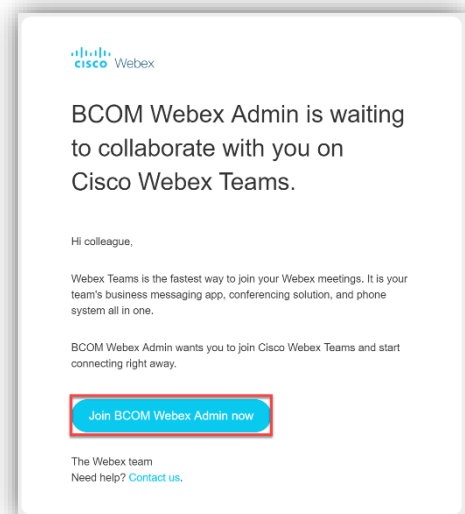 CISCO Webex
BCOM Webex Admin is waiting
to collaborate with you on
Cisco Webex Teams.
Hi colleague,
Webex Teams is the fastest way to join your Webex meetings. It is your
team's business messaging app, conferencing solution, and phone
system all in one.
BCOM Webex Admin wants you to join Cisco Webex Teams and start
connecting right away.
Join BCOM Webex Admin now
The Webex team
Need help? Contact us.